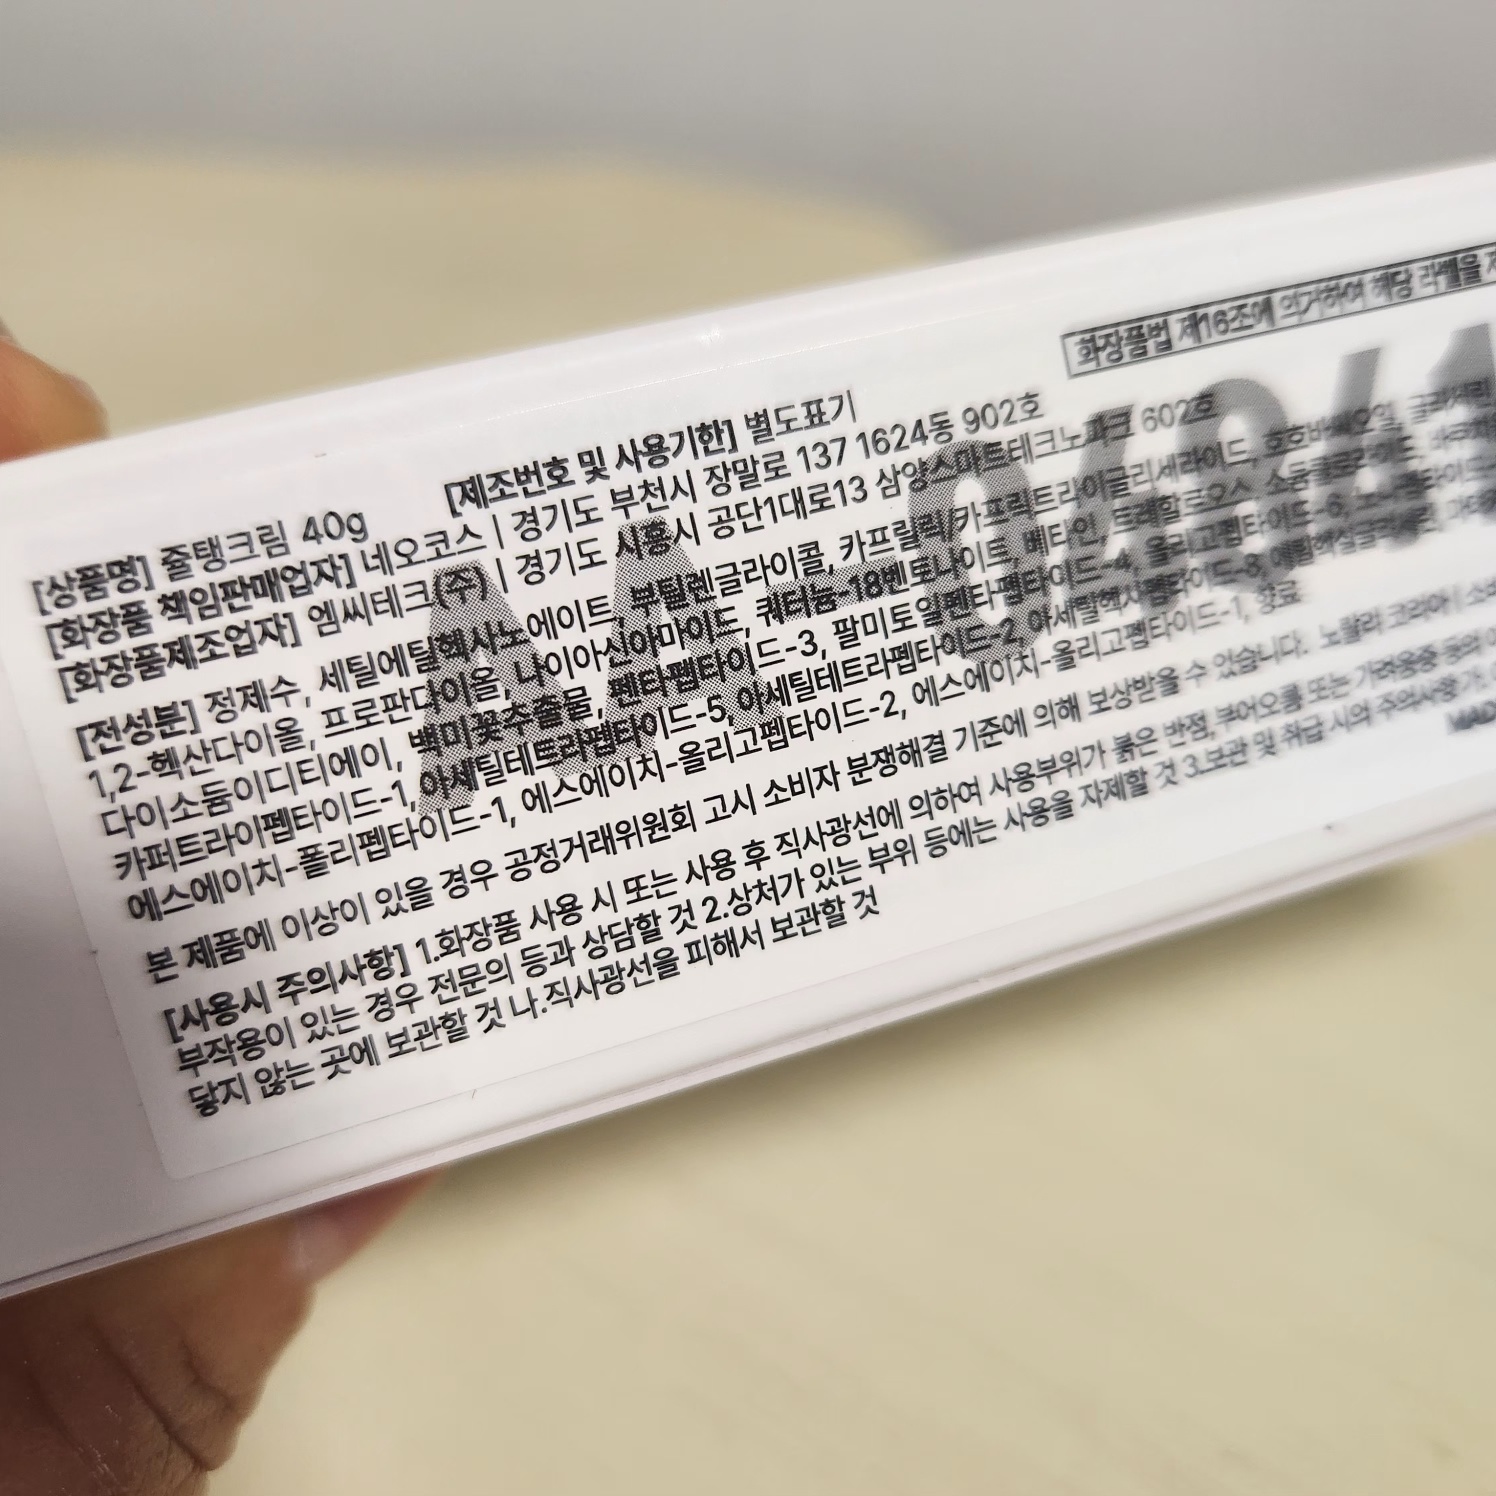 화장품법 제16조에 의거하여 해당 라벨을
[상품명] 쥴탱크림 40g [제조번호 및 사용기한] 별도표기
[화장품 책임판매업자] 네오코스 | 경기도 부천시 장말로 137 1624동 902호
[화장품제조업자] 엠씨테크(주) | 경기도 시흥시 공단1대로13 삼양스마트테크노파크 602호
[전성분] 정제수, 세틸에틸헥사노에이트, 부틸렌글라이콜, 카프릴릭/카프릭트라이글리세라이드, 호호바씨오일, 글리세린
1,2-헥산다이올, 프로판다이올, 나이아신아마이드, 쿼터늄-18벤토나이트, 베타인, 트레할로오스, 소듐클로라이드,
다이소듐이디티에이, 백미꽃추출물, 펜타펩타이드-3, 팔미토일펜타펩타이드-4, 올리고펩타이드-6,
카퍼트라이펩타이드-1, 아세틸테트라펩타이드-5, 아세틸테트라펩타이드-2, 아세틸헥사펩타이드-8,
에스에이치-폴리펩타이드-1, 에스에이치-올리고펩타이드-2, 에스에이치-올리고펩타이드-1, 향료
본 제품에 이상이 있을 경우 공정거래위원회 고시 소비자 분쟁해결 기준에 의해 보상받을 수 있습니다. 코리아 |
[사용시 주의사항] 1.화장품 사용 시 또는 사용 후 직사광선에 의하여 사용부위가 붉은 반점, 부어오름 또는 가려움증 등의
부작용이 있는 경우 전문의 등과 상담할 것 2.상처가 있는 부위 등에는 사용을 자제할 것 3.보관 및 취급 시의 주의사항 가.
닿지 않는 곳에 보관할 것 나.직사광선을 피해서 보관할 것